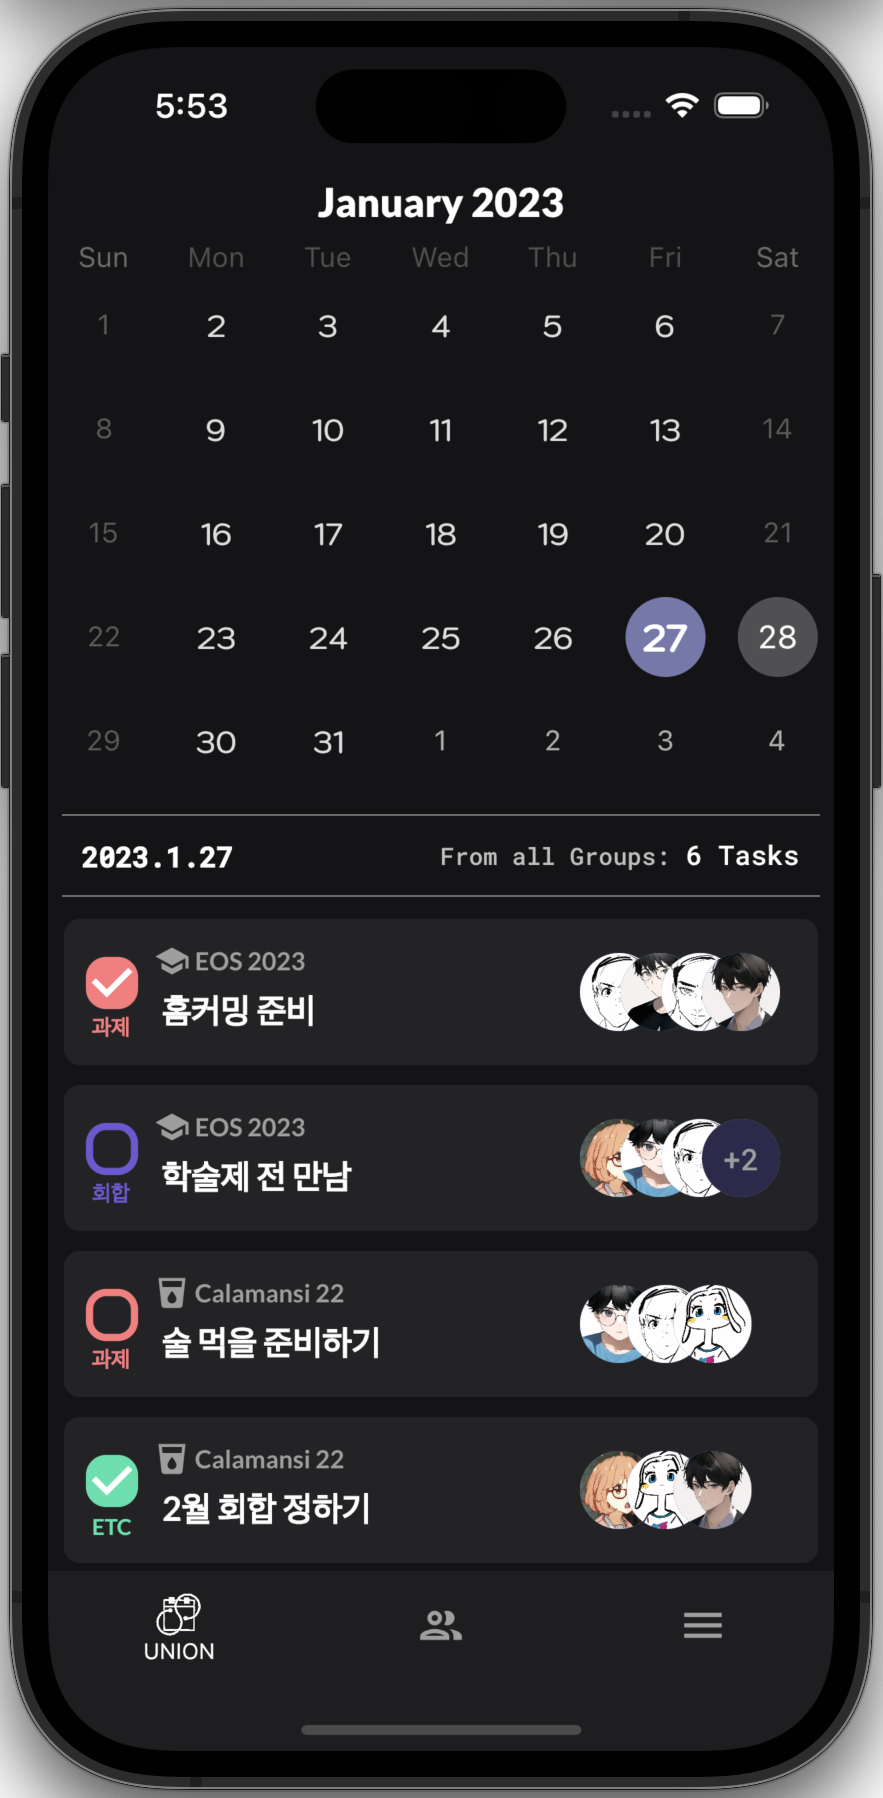 5:53
January 2023
Sun Mon Tue Wed Thu Fri Sat
1 2 3 4 5 6 7
8 9 10 11 12 13 14
15 16 17 18 19 20 21
22 23 24 25 26 27 28
29 30 31 1 2 3 4
2023.1.27 From all Groups: 6 Tasks
EOS 2023
홈커밍 준비
과제
EOS 2023
학술제 전 만남
회합
+2
Calamansi 22
술 먹을 준비하기
과제
Calamansi 22
2월 회합 정하기
ETC
UNION